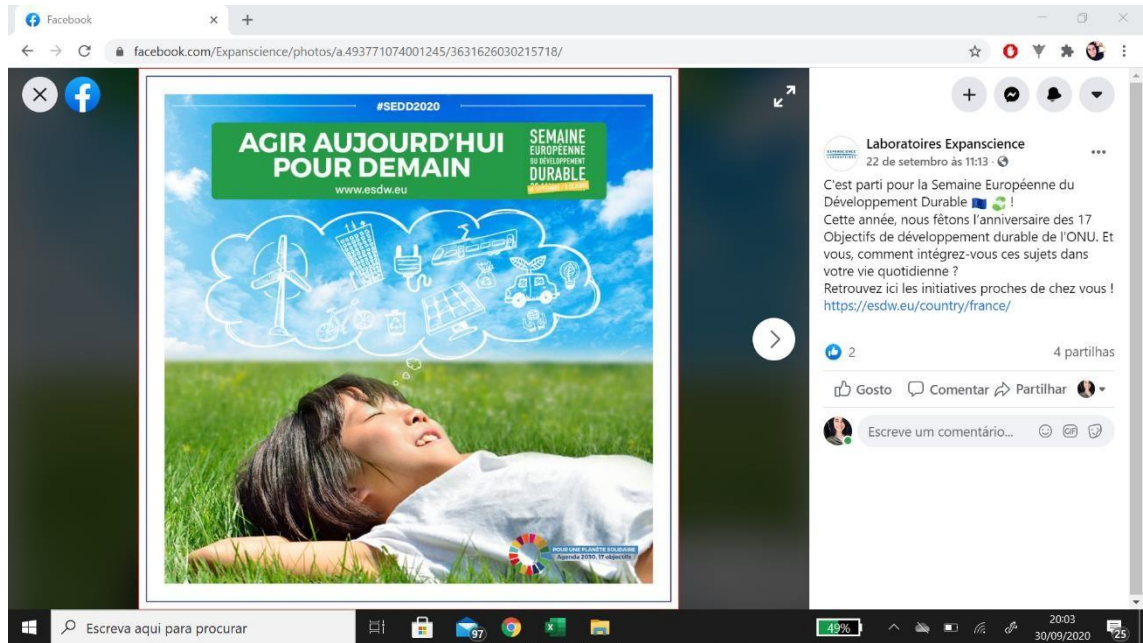 Facebook
facebook.com/Expanscience/photos/a.493771074001245/3631626030215718/
#SEDD2020
AGIR AUJOURD'HUI
POUR DEMAIN
www.esdw.eu
SEMAINE
EUROPÉENNE
DU DÉVELOPPEMENT
DURABLE
POUR UNE PLANÈTE SOLIDAIRE
Agenda 2030, 17 objectifs
Laboratoires Expanscience
22 de setembro às 11:13 ·
C'est parti pour la Semaine Européenne du
Développement Durable 🇪🇺 ♻️ !
Cette année, nous fêtons l'anniversaire des 17
Objectifs de développement durable de l'ONU. Et
vous, comment intégrez-vous ces sujets dans
votre vie quotidienne ?
Retrouvez ici les initiatives proches de chez vous !
https://esdw.eu/country/france/
2
4 partilhas
Gosto Comentar Partilhar
Escreve um comentário...
GIF
Escreva aqui para procurar
97
49%
20:03
30/09/2020
25